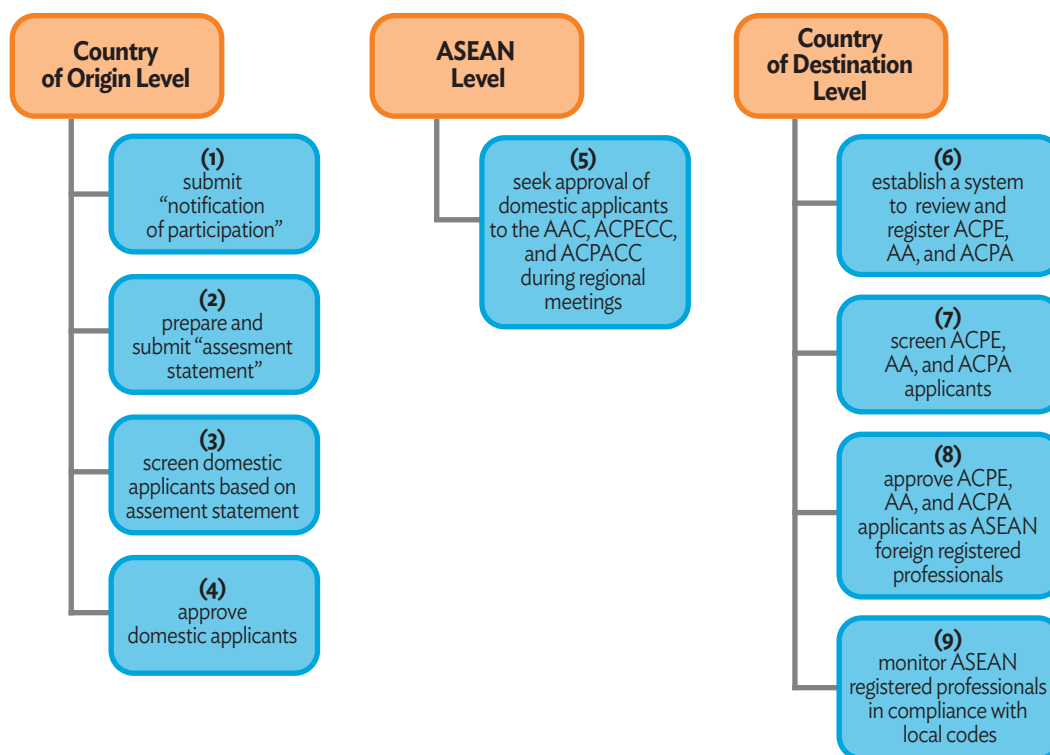 Country
of Origin Level
(1)
submit
“notification
of participation”
(2)
prepare and
submit “assesment
statement”
(3)
screen domestic
applicants based on
assement statement
(4)
approve
domestic applicants
ASEAN
Level
(5)
seek approval of
domestic applicants
to the AAC, ACPECC,
and ACPACC
during regional
meetings
Country
of Destination
Level
(6)
establish a system
to review and
register ACPE,
AA, and ACPA
(7)
screen ACPE,
AA, and ACPA
applicants
(8)
approve ACPE,
AA, and ACPA
applicants as ASEAN
foreign registered
professionals
(9)
monitor ASEAN
registered professionals
in compliance with
local codes